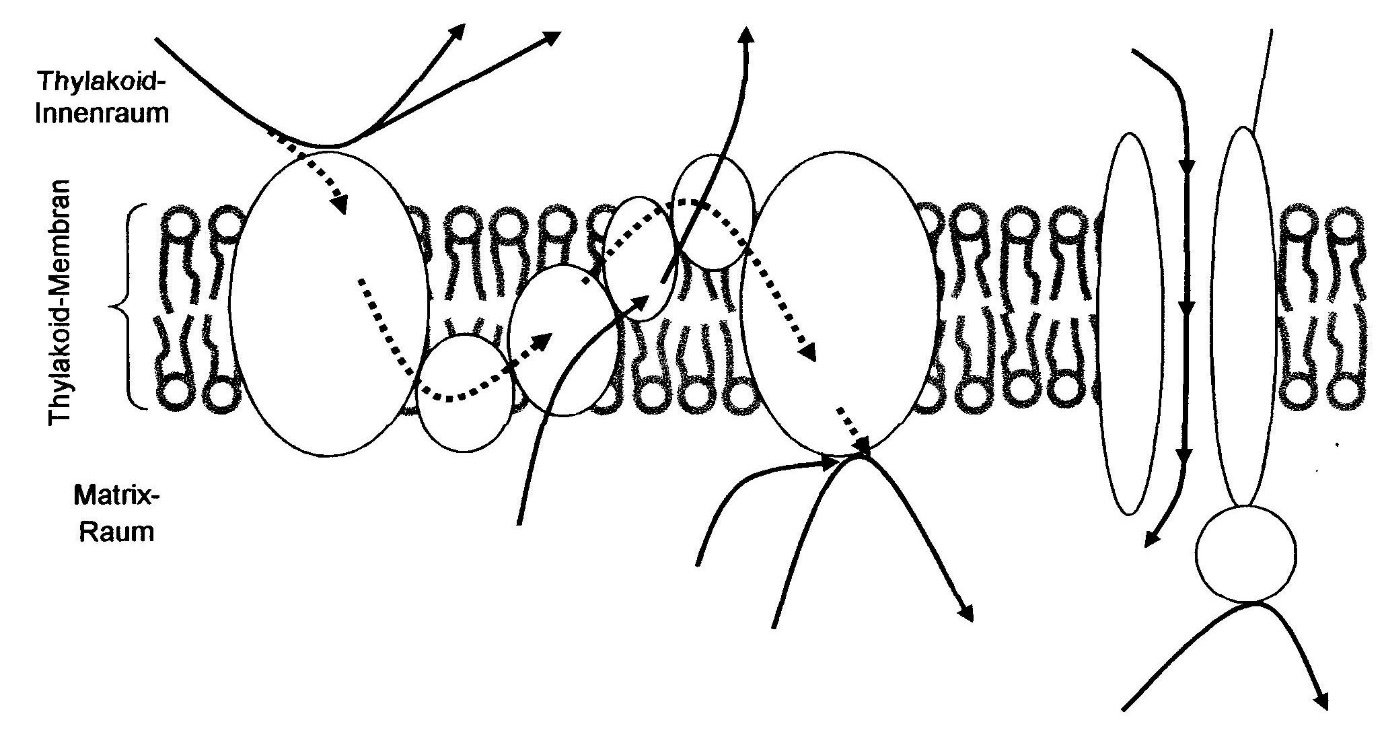 Thylakoid-
Innenraum
Thylakoid-Membran
Matrix-
Raum